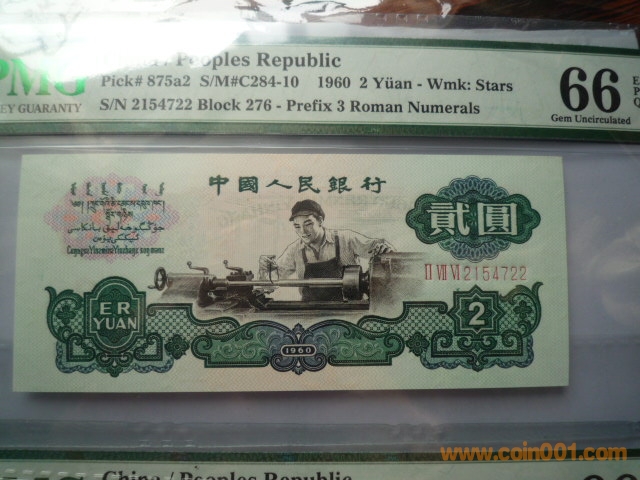 PMG
/ Peoples Republic
Pick# 875a2 S/M#C284-10 1960 2 Yüan - Wmk: Stars
S/N 2154722 Block 276 - Prefix 3 Roman Numerals
GUARANTY
66
Gem Uncirculated
中國人民銀行
貳圓
II VII VI 2154722
E R
YUAN
1960
2
www.coin001.com
China / Peoples Republic